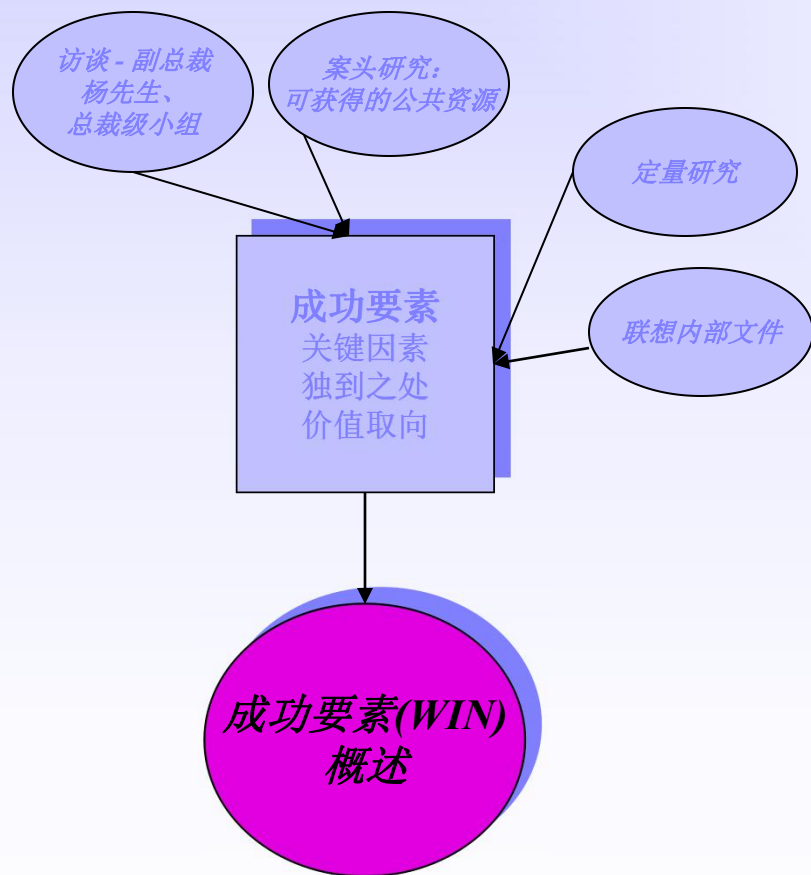 访谈 - 副总裁
杨先生、
总裁级小组
案头研究：
可获得的公共资源
定量研究
联想内部文件
成功要素
关键因素
独到之处
价值取向
成功要素(WIN)
概述